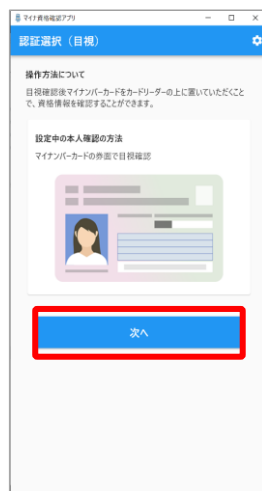 マイナ資格確認アプリ
認証選択（目視）
操作方法について
目視確認後マイナンバーカードをカードリーダーの上に置いていただくこと
で、資格情報を確認することができます。
設定中の本人確認の方法
マイナンバーカードの券面で目視確認
次へ